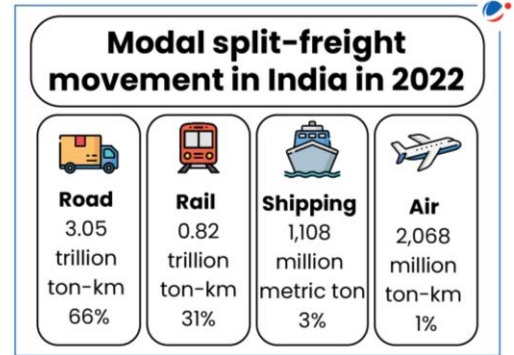 Modal split-freight
movement in India in 2022
Road
3.05
trillion
ton-km
66%
Rail
0.82
trillion
ton-km
31%
Shipping
1,108
million
metric ton
3%
Air
2,068
million
ton-km
1%